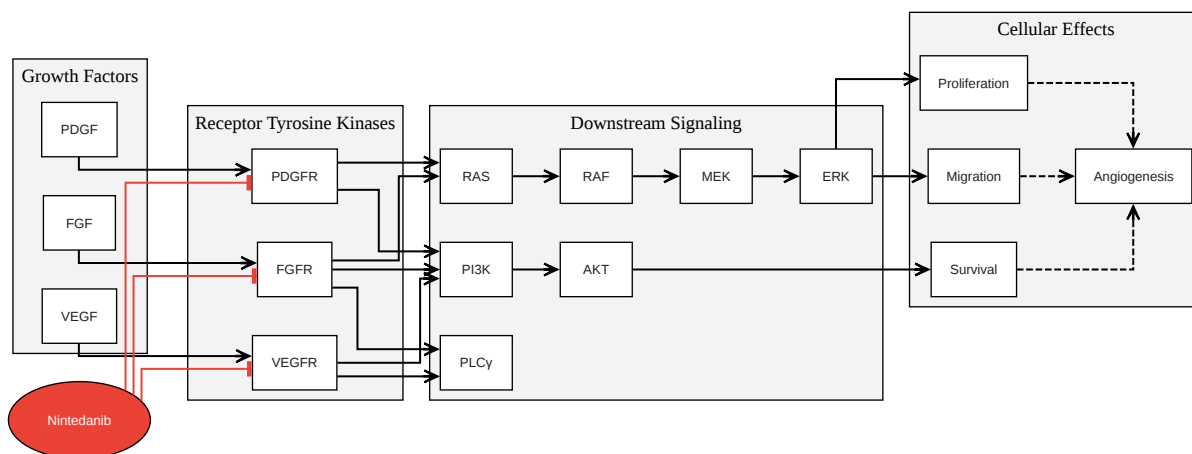 Growth Factors
PDGF
FGF
VEGF
Nintedanib
Receptor Tyrosine Kinases
PDGFR
FGFR
VEGFR
Downstream Signaling
RAS
RAF
MEK
ERK
PI3K
AKT
PLCγ
Cellular Effects
Proliferation
Migration
Angiogenesis
Survival